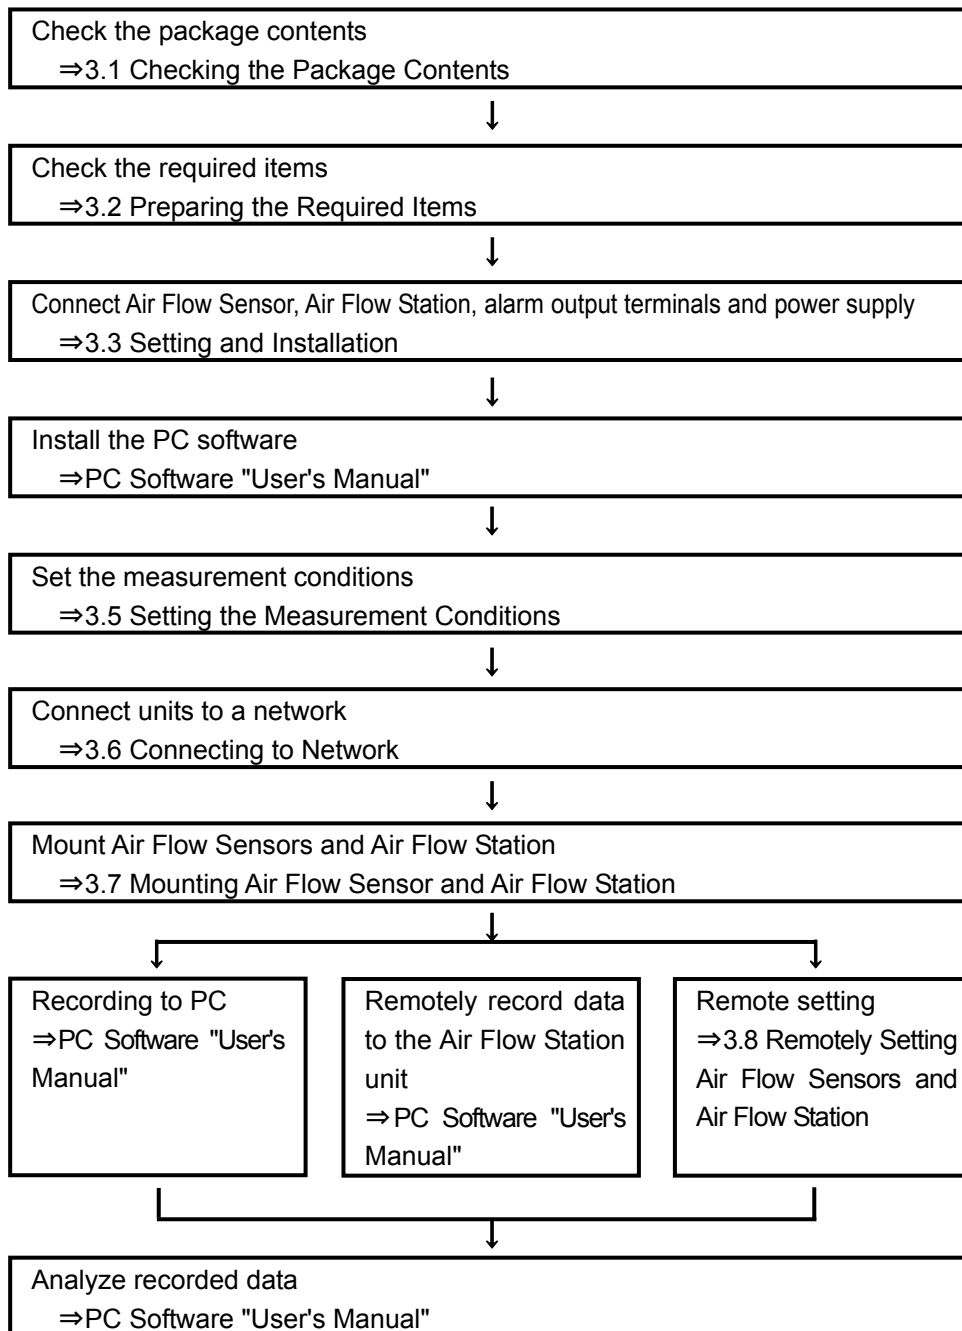 Check the package contents
⇒3.1 Checking the Package Contents
Check the required items
⇒3.2 Preparing the Required Items
Connect Air Flow Sensor, Air Flow Station, alarm output terminals and power supply
⇒3.3 Setting and Installation
Install the PC software
⇒PC Software "User's Manual"
Set the measurement conditions
⇒3.5 Setting the Measurement Conditions
Connect units to a network
⇒3.6 Connecting to Network
Mount Air Flow Sensors and Air Flow Station
⇒3.7 Mounting Air Flow Sensor and Air Flow Station
Recording to PC
⇒PC Software "User's
Manual"
Remotely record data
to the Air Flow Station
unit
⇒PC Software "User's
Manual"
Remote setting
⇒3.8 Remotely Setting
Air Flow Sensors and
Air Flow Station
Analyze recorded data
⇒PC Software "User's Manual"